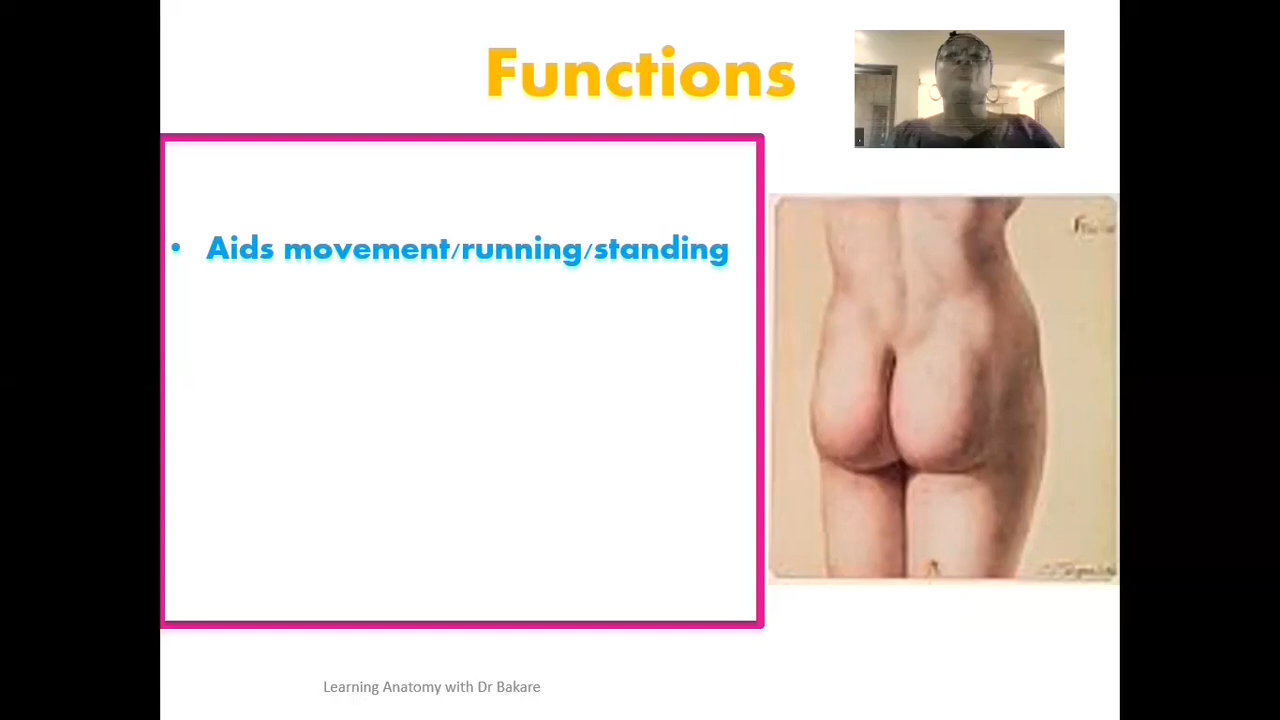 Functions
• Aids movement/running/standing
Learning Anatomy with Dr Bakare